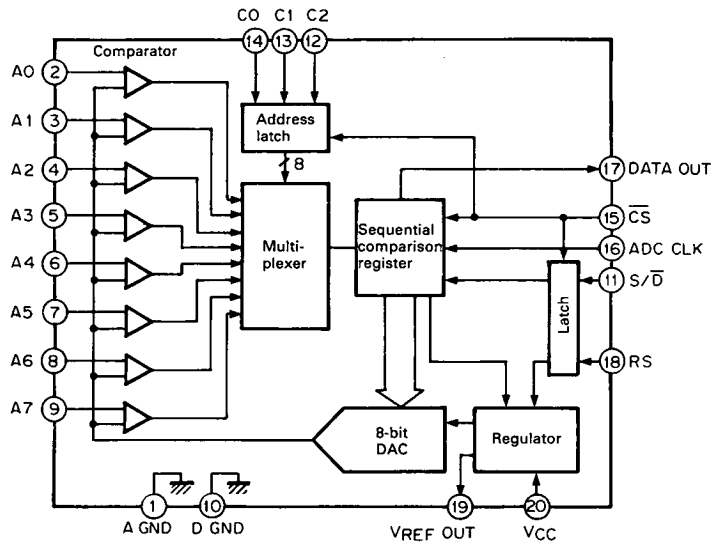 C0 C1 C2
14 13 12
Comparator
A0 2
A1 3
A2 4
A3 5
A4 6
A5 7
A6 8
A7 9
Address
latch
8
Multi-
plexer
Sequential
comparison
register
17 DATA OUT
15 C̅S̅
16 ADC CLK
11 S/D̅
Latch
18 RS
8-bit
DAC
Regulator
1 10 19 20
A GND D GND VREF OUT VCC